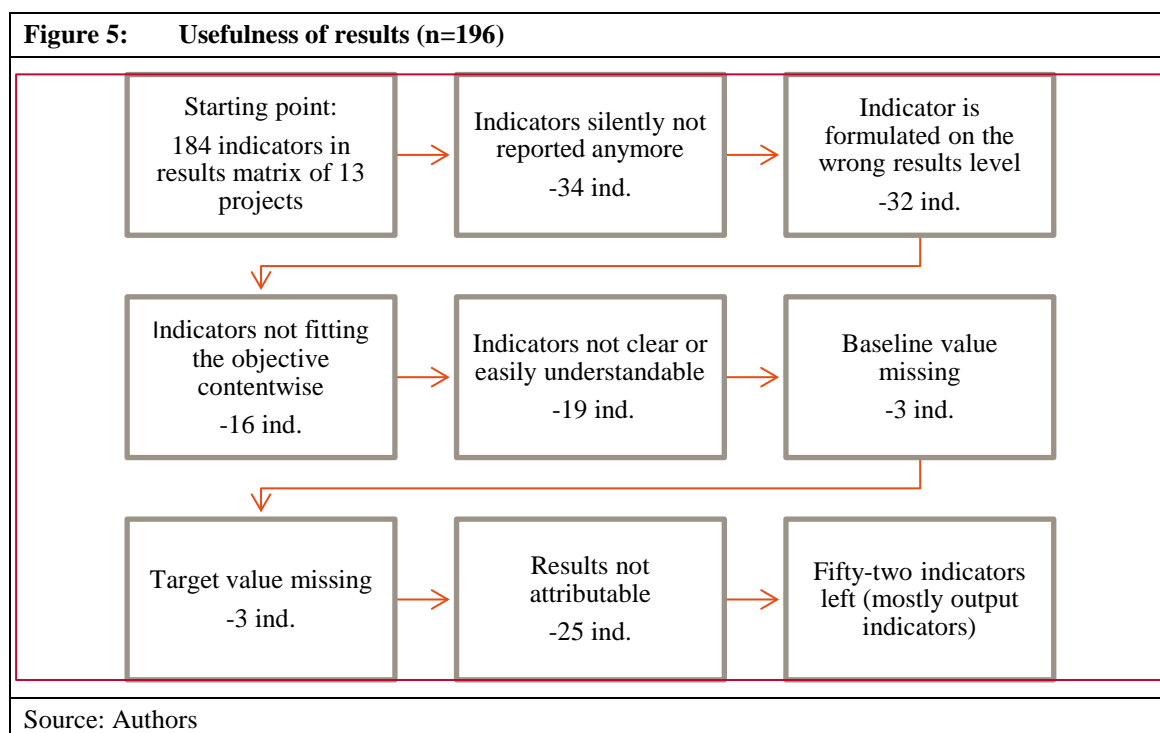 Figure 5: Usefulness of results (n=196)
Starting point:
184 indicators in
results matrix of 13
projects
Indicators silently not
reported anymore
-34 ind.
Indicator is
formulated on the
wrong results level
-32 ind.
Indicators not fitting
the objective
contentwise
-16 ind.
Indicators not clear or
easily understandable
-19 ind.
Baseline value
missing
-3 ind.
Target value missing
-3 ind.
Results not
attributable
-25 ind.
Fifty-two indicators
left (mostly output
indicators)
Source: Authors